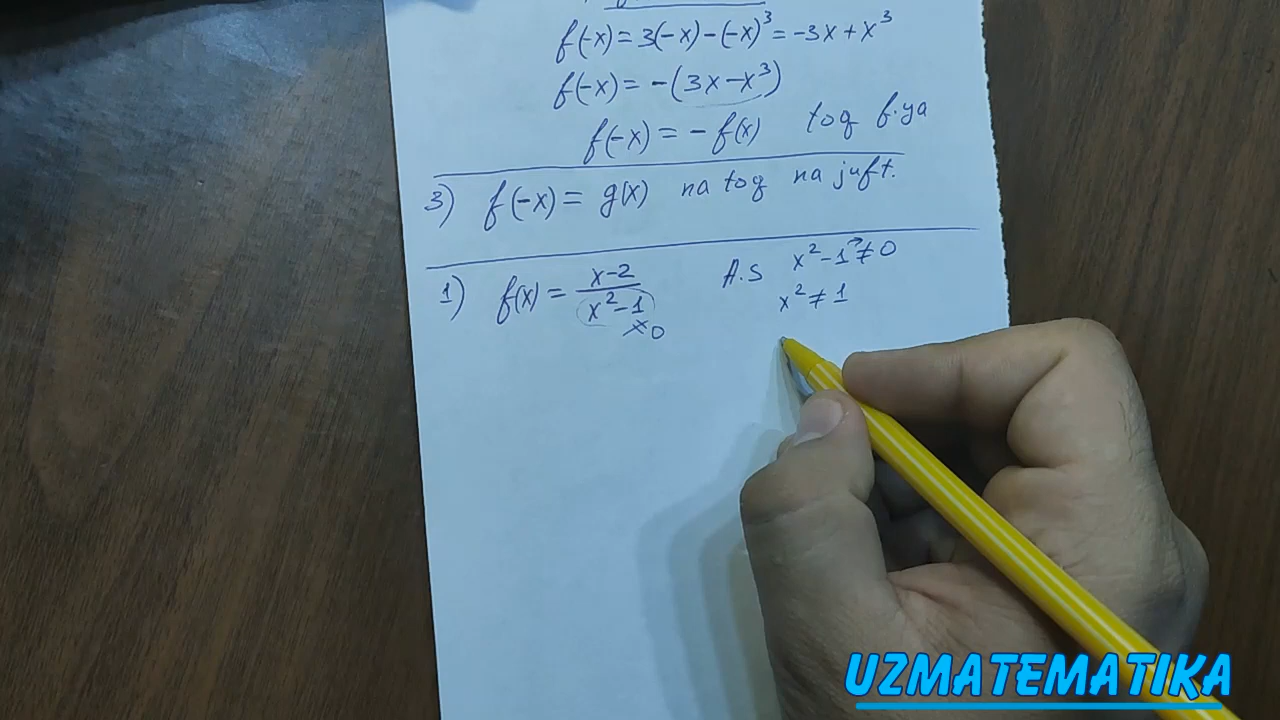 f(-x) = 3(-x) - (-x)³ = -3x + x³
f(-x) = -(3x - x³)
f(-x) = - f(x) toq f.ya
3) f(-x) = g(x) na toq na juft.
1) f(x) = (x-2)/(x²-1) A.S x²-1 ≠ 0
≠0
x² ≠ 1
UZMATEMATIKA